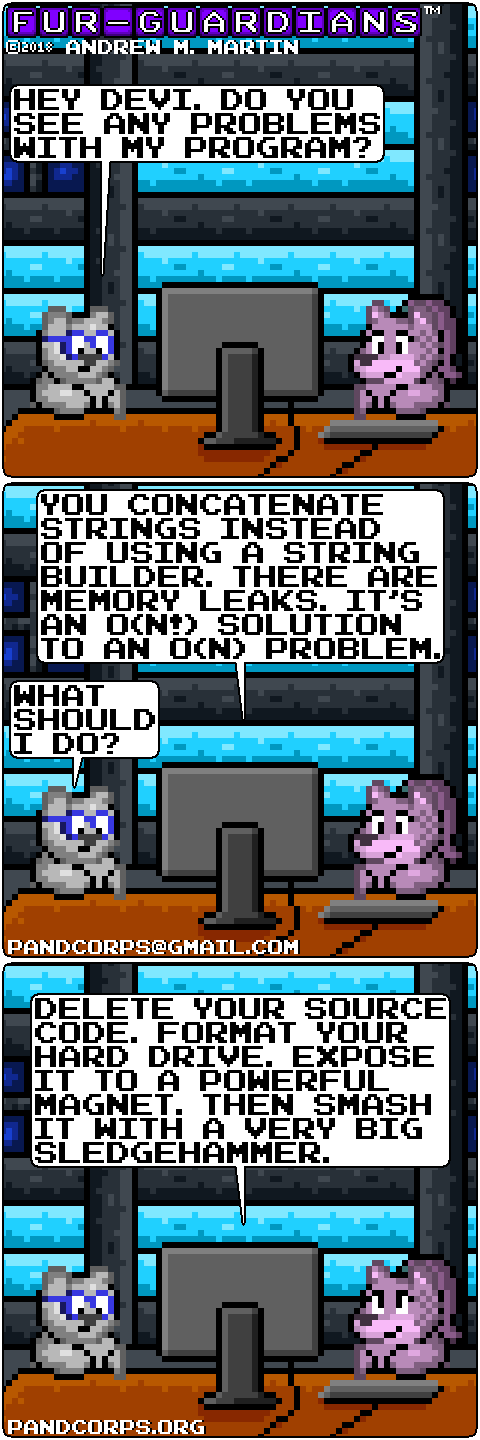 FUR-GUARDIANS™
©2018 ANDREW M. MARTIN
HEY DEVI. DO YOU
SEE ANY PROBLEMS
WITH MY PROGRAM?
YOU CONCATENATE
STRINGS INSTEAD
OF USING A STRING
BUILDER. THERE ARE
MEMORY LEAKS. IT'S
AN O(N!) SOLUTION
TO AN O(N) PROBLEM.
WHAT
SHOULD
I DO?
PANDCORPS@GMAIL.COM
DELETE YOUR SOURCE
CODE. FORMAT YOUR
HARD DRIVE. EXPOSE
IT TO A POWERFUL
MAGNET. THEN SMASH
IT WITH A VERY BIG
SLEDGEHAMMER.
PANDCORPS.ORG